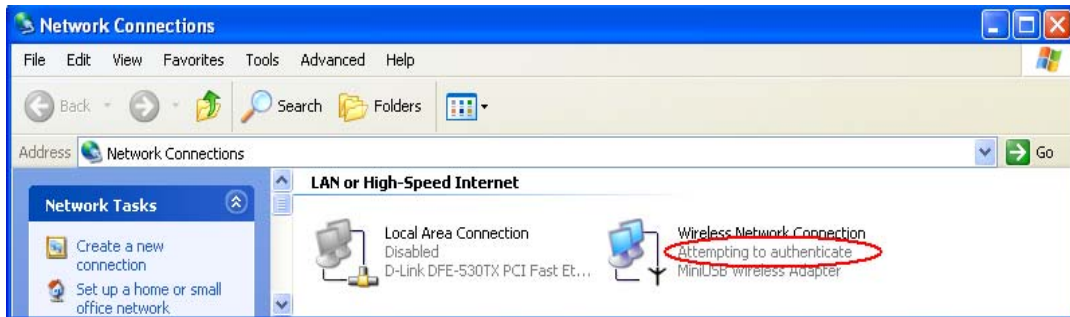 Network Connections
File Edit View Favorites Tools Advanced Help
Back Search Folders
Address Network Connections Go
LAN or High-Speed Internet
Network Tasks
Create a new
connection
Set up a home or small
office network
Local Area Connection
Disabled
D-Link DFE-530TX PCI Fast Et...
Wireless Network Connection
Attempting to authenticate
MiniUSB Wireless Adapter